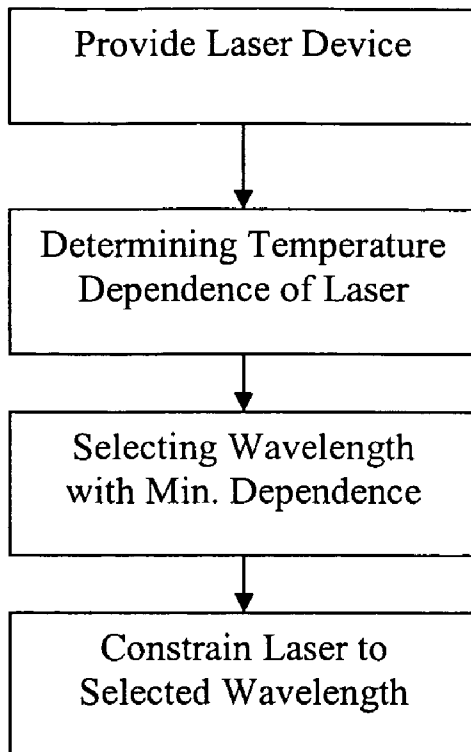 Provide Laser Device
Determining Temperature
Dependence of Laser
Selecting Wavelength
with Min. Dependence
Constrain Laser to
Selected Wavelength